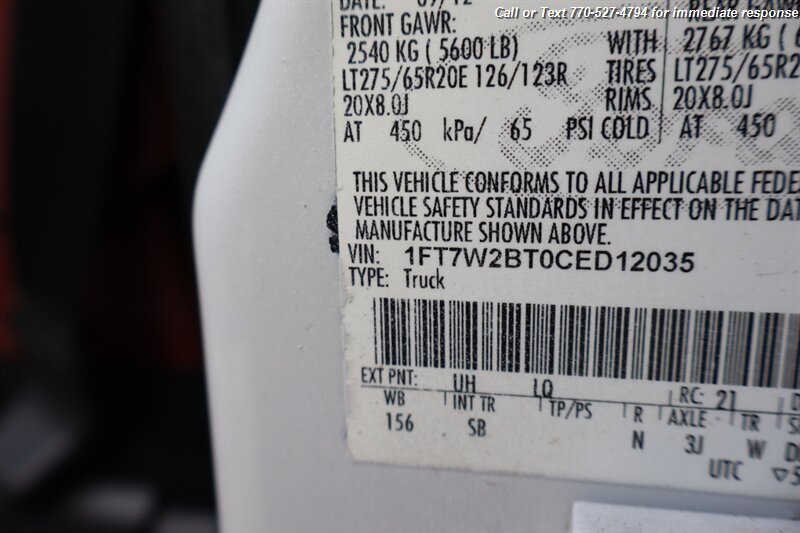 Call or Text 770-527-4794 for immediate response
DATE: 09/12
FRONT GAWR:
2540 KG ( 5600 LB) WITH 2767 KG (
LT275/65R20E 126/123R TIRES LT275/65R2
20X8.0J RIMS 20X8.0J
AT 450 kPa/ 65 PSI COLD AT 450
THIS VEHICLE CONFORMS TO ALL APPLICABLE FEDE
VEHICLE SAFETY STANDARDS IN EFFECT ON THE DAT
MANUFACTURE SHOWN ABOVE.
VIN: 1FT7W2BT0CED12035
TYPE: Truck
EXT PNT: UH LQ RC: 21
WB INT TR TP/PS R AXLE TR
156 SB N 3J W
UTC